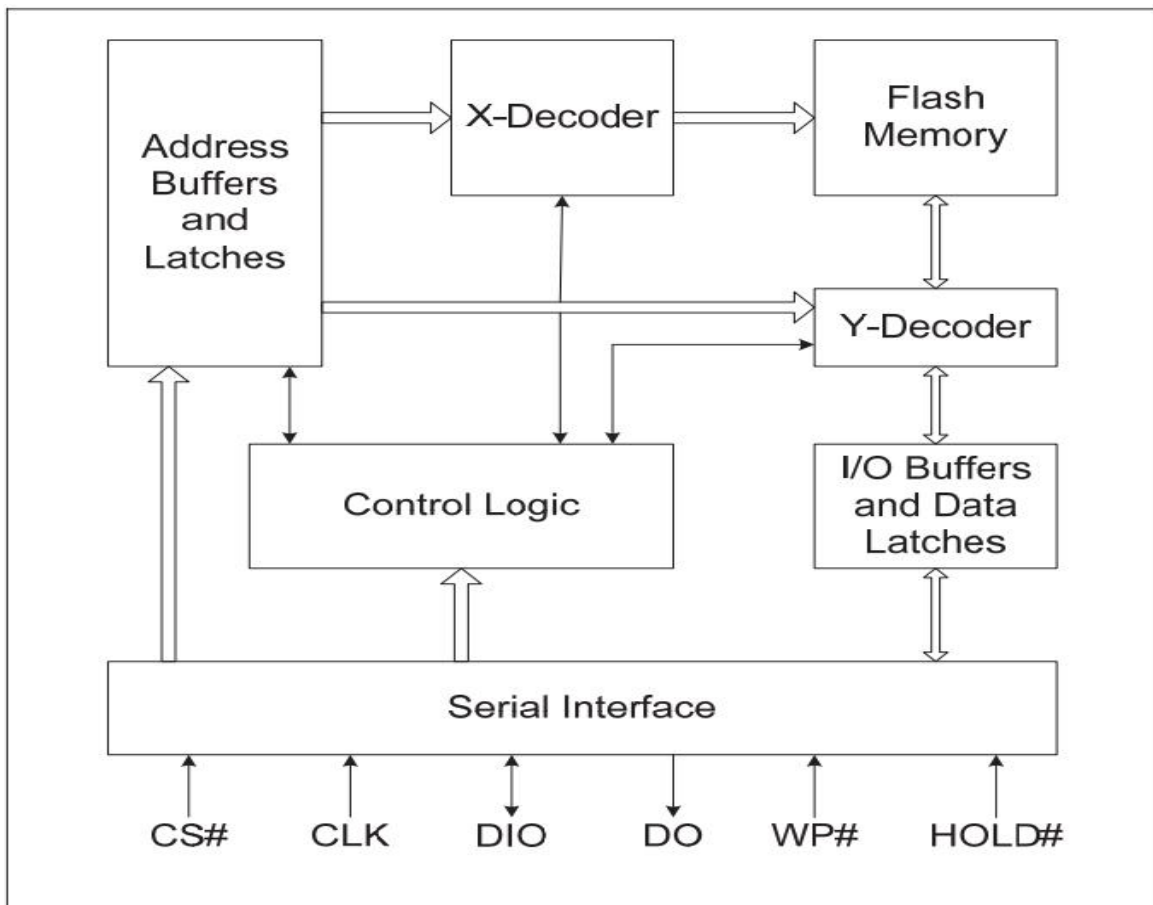 Address
Buffers
and
Latches
X-Decoder
Flash
Memory
Y-Decoder
Control Logic
I/O Buffers
and Data
Latches
Serial Interface
CS#
CLK
DIO
DO
WP#
HOLD#